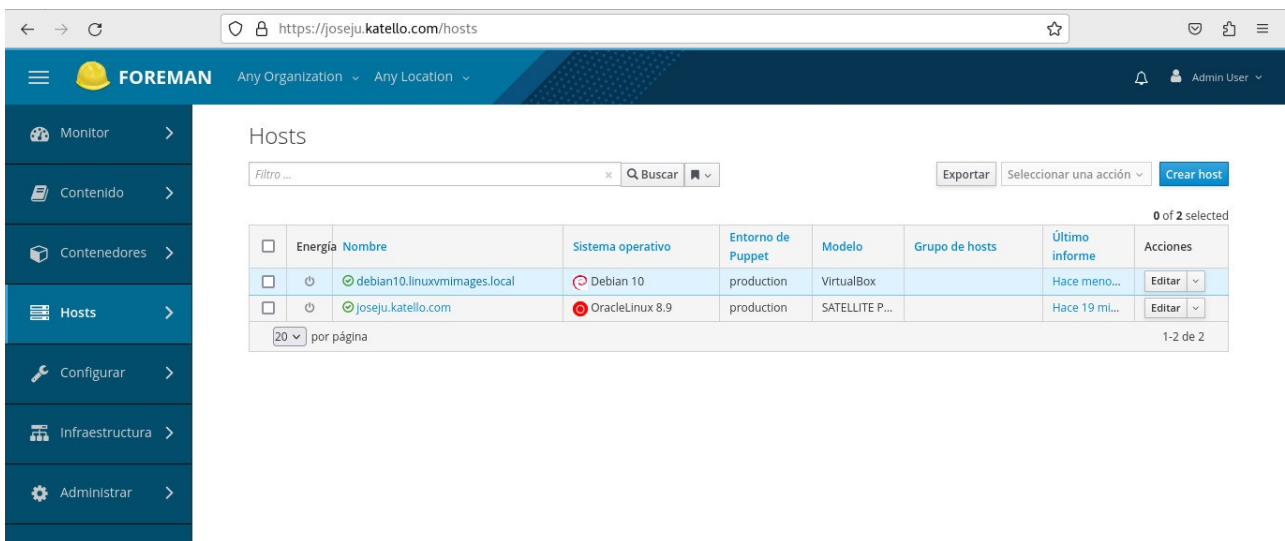 https://joseju.katello.com/hosts
FOREMAN Any Organization Any Location Admin User
Monitor
Contenido
Contenedores
Hosts
Configurar
Infraestructura
Administrar
Hosts
Filtro ... Buscar Exportar Seleccionar una acción Crear host
0 of 2 selected
Energía Nombre Sistema operativo Entorno de Puppet Modelo Grupo de hosts Último informe Acciones
debian10.linuxvmimages.local Debian 10 production VirtualBox Hace meno... Editar
joseju.katello.com OracleLinux 8.9 production SATELLITE P... Hace 19 mi... Editar
20 por página 1-2 de 2